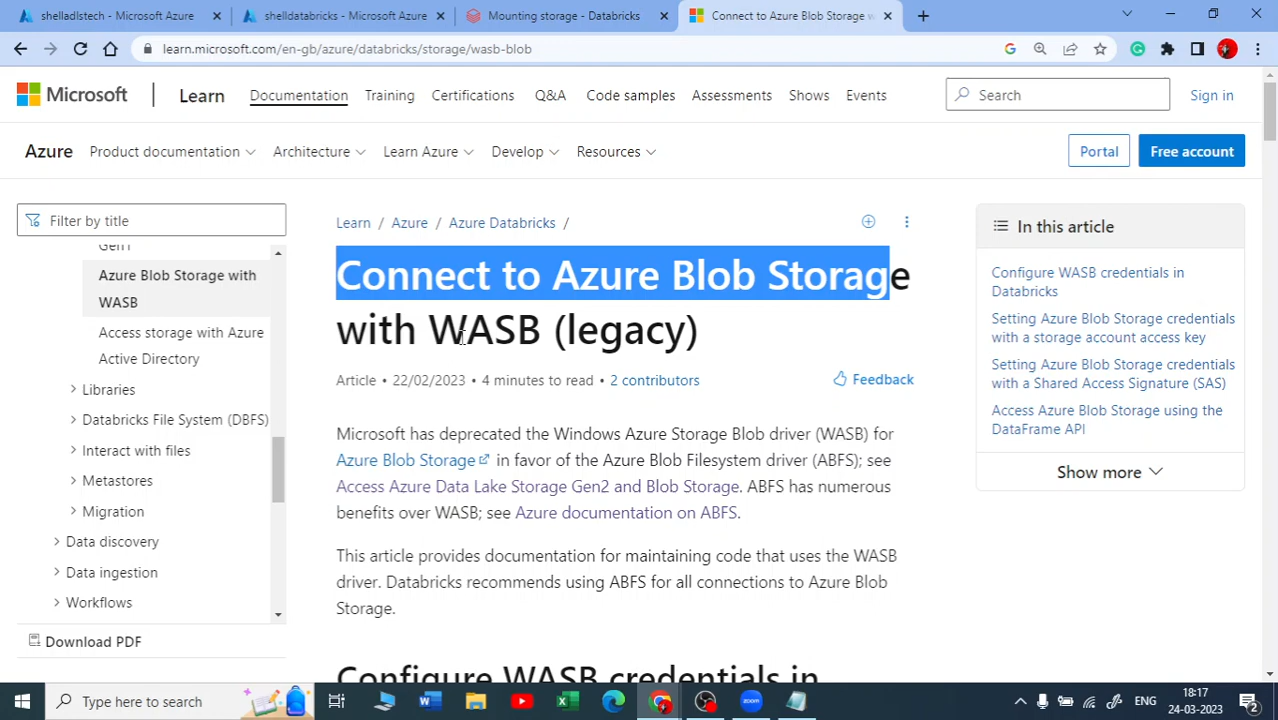 shelladlstech - Microsoft Azure
shelldatabricks - Microsoft Azure
Mounting storage - Databricks
Connect to Azure Blob Storage w
learn.microsoft.com/en-gb/azure/databricks/storage/wasb-blob
Microsoft
Learn
Documentation
Training
Certifications
Q&A
Code samples
Assessments
Shows
Events
Search
Sign in
Azure
Product documentation
Architecture
Learn Azure
Develop
Resources
Portal
Free account
Filter by title
Gen1
Azure Blob Storage with
WASB
Access storage with Azure
Active Directory
Libraries
Databricks File System (DBFS)
Interact with files
Metastores
Migration
Data discovery
Data ingestion
Workflows
Download PDF
Learn / Azure / Azure Databricks /
Connect to Azure Blob Storage
with WASB (legacy)
Article • 22/02/2023 • 4 minutes to read • 2 contributors
Feedback
Microsoft has deprecated the Windows Azure Storage Blob driver (WASB) for
Azure Blob Storage in favor of the Azure Blob Filesystem driver (ABFS); see
Access Azure Data Lake Storage Gen2 and Blob Storage. ABFS has numerous
benefits over WASB; see Azure documentation on ABFS.
This article provides documentation for maintaining code that uses the WASB
driver. Databricks recommends using ABFS for all connections to Azure Blob
Storage.
Configure WASB credentials in
In this article
Configure WASB credentials in
Databricks
Setting Azure Blob Storage credentials
with a storage account access key
Setting Azure Blob Storage credentials
with a Shared Access Signature (SAS)
Access Azure Blob Storage using the
DataFrame API
Show more
Type here to search
zoom
ENG
18:17
24-03-2023
2